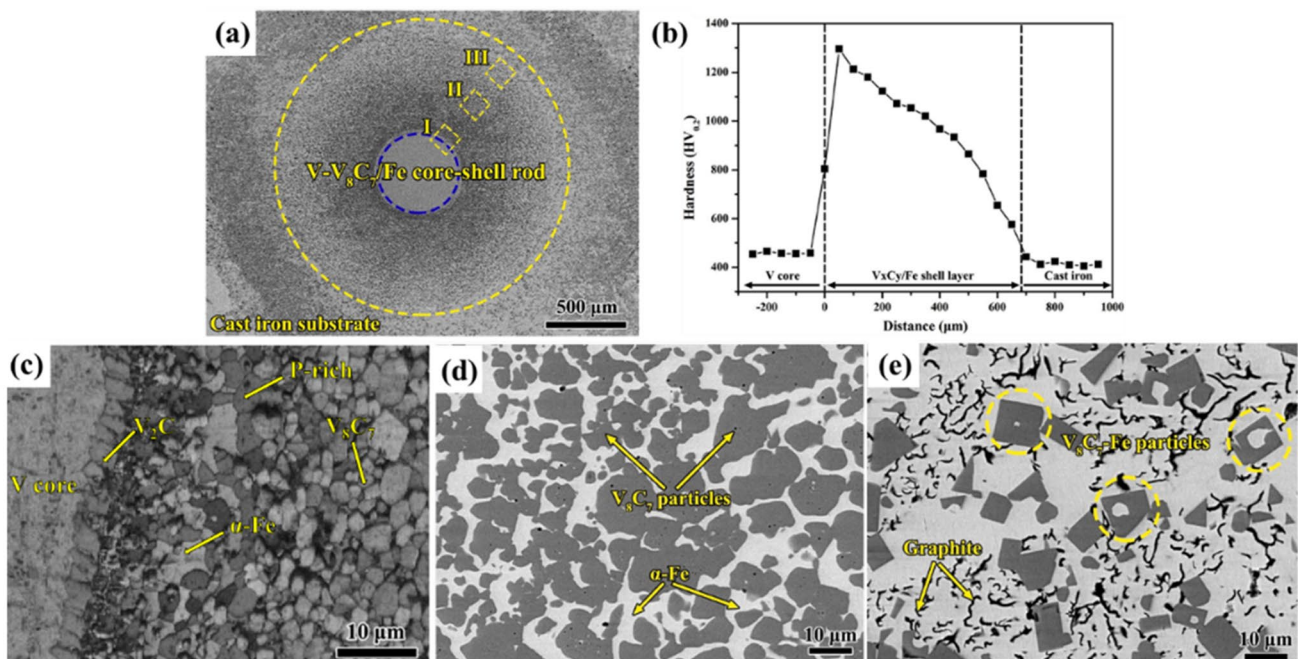 (a)
III
II
I
V-V₈C₇/Fe core-shell rod
Cast iron substrate
500 μm
(b)
1400
1200
1000
800
600
400
Hardness (HV₀.₂)
V core
VxCy/Fe shell layer
Cast iron
-200
0
200
400
600
800
1000
Distance (μm)
(c)
P-rich
V₂C
V₈C₇
V core
α-Fe
10 μm
(d)
V₈C₇ particles
α-Fe
10 μm
(e)
V₈C₇-Fe particles
Graphite
10 μm